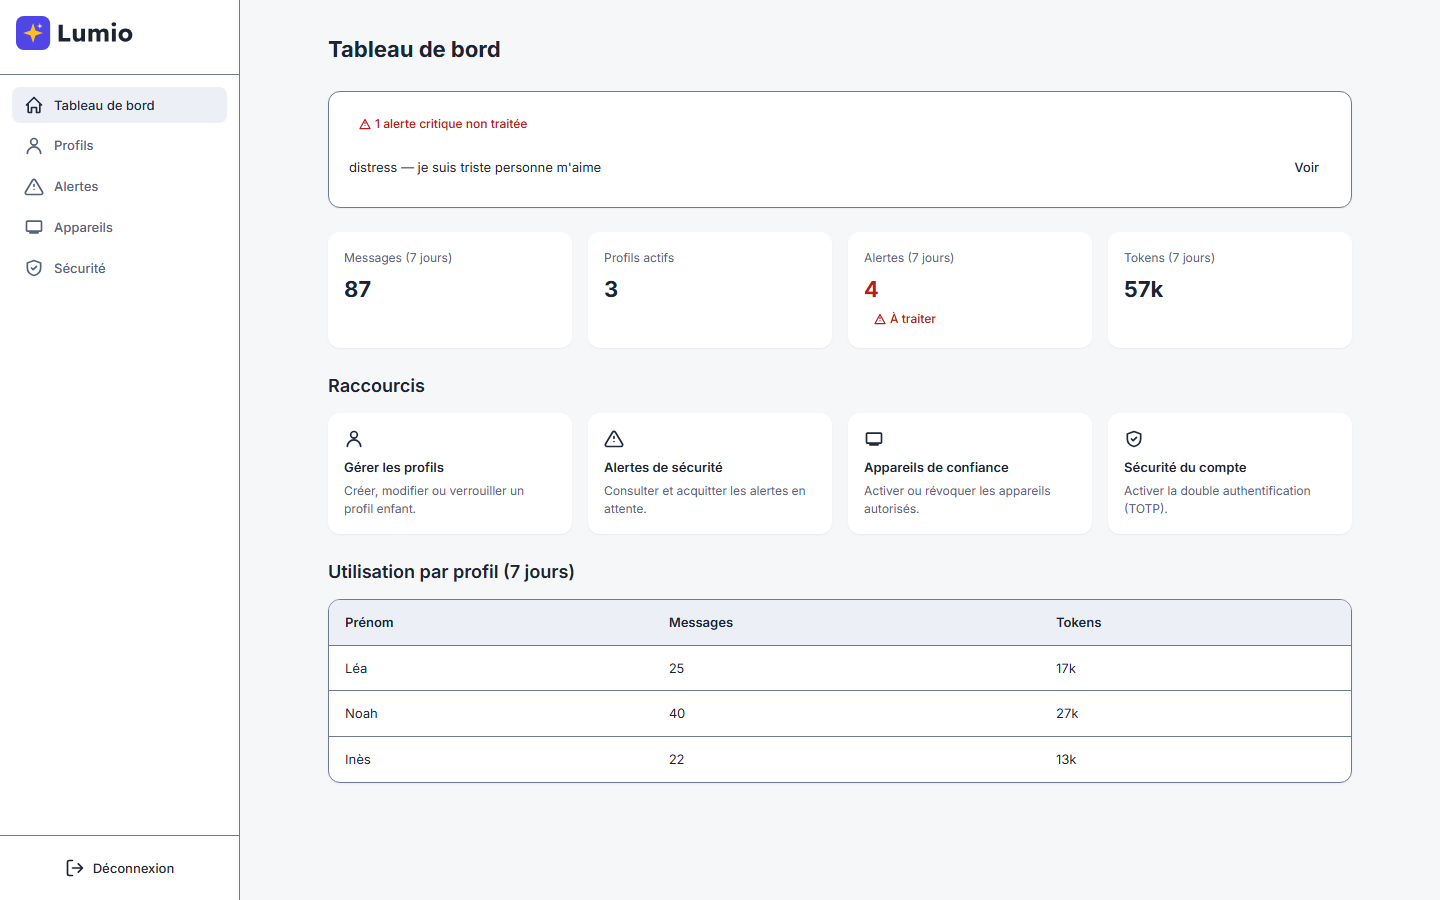 Lumio
Tableau de bord
Profils
Alertes
Appareils
Sécurité
Déconnexion
Tableau de bord
1 alerte critique non traitée
distress — je suis triste personne m'aime
Voir
Messages (7 jours)
87
Profils actifs
3
Alertes (7 jours)
4
À traiter
Tokens (7 jours)
57k
Raccourcis
Gérer les profils
Créer, modifier ou verrouiller un
profil enfant.
Alertes de sécurité
Consulter et acquitter les alertes en
attente.
Appareils de confiance
Activer ou révoquer les appareils
autorisés.
Sécurité du compte
Activer la double authentification
(TOTP).
Utilisation par profil (7 jours)
Prénom Messages Tokens
Léa 25 17k
Noah 40 27k
Inès 22 13k